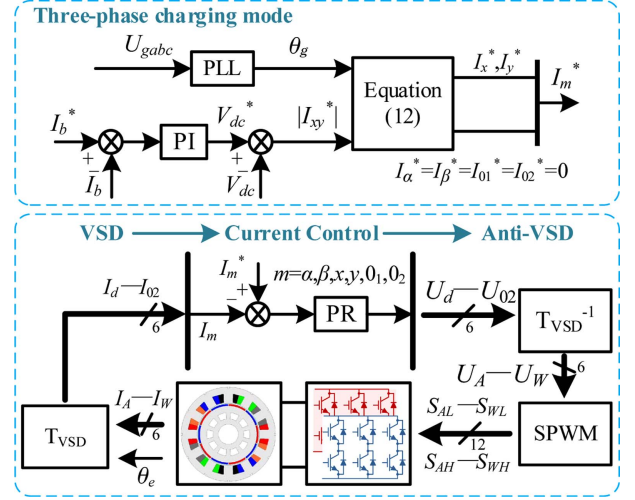 Three-phase charging mode
U_gabc PLL θ_g
I_x^*,I_y^*
I_m^*
Equation
(12)
I_b^* + − I_b PI V_dc^* + − V_dc |I_xy^*|
I_α^*=I_β^*=I_01^*=I_02^*=0
VSD Current Control Anti-VSD
I_d—I_02
6
I_m^*
− +
m=α,β,x,y,0_1,0_2
I_m
PR
U_d—U_02
6
T_VSD^-1
U_A—U_W
6
I_A—I_W
6
S_AL—S_WL
12
S_AH—S_WH
SPWM
T_VSD
θ_e